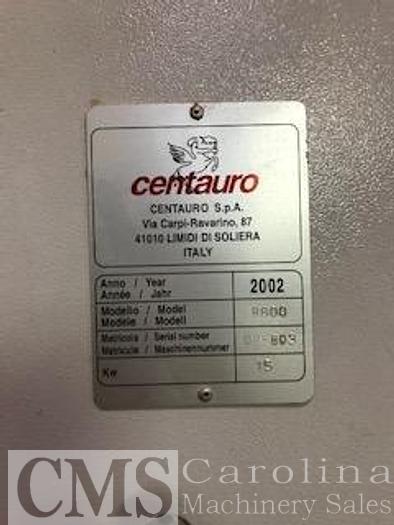 centauro
CENTAURO S.p.A.
Via Carpi-Ravarino, 87
41010 LIMIDI DI SOLIERA
ITALY
Anno / Year
Année / Jahr
2002
Modello / Model
Modele / Modell
Matricola / Serial number
Matricule / Maschinennummer
Kw
15
CMS Carolina
Machinery Sales